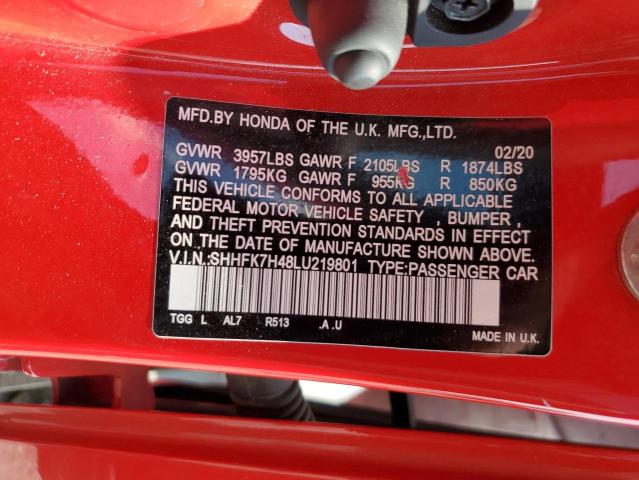 MFD.BY HONDA OF THE U.K. MFG.,LTD.
02/20
GVWR 3957LBS GAWR F 2105LBS R 1874LBS
GVWR 1795KG GAWR F 955KG R 850KG
THIS VEHICLE CONFORMS TO ALL APPLICABLE
FEDERAL MOTOR VEHICLE SAFETY , BUMPER ,
AND THEFT PREVENTION STANDARDS IN EFFECT
ON THE DATE OF MANUFACTURE SHOWN ABOVE.
V.I.N:SHHFK7H48LU219801 TYPE:PASSENGER CAR
TGG L AL7 R513 .A .U
MADE IN U.K.